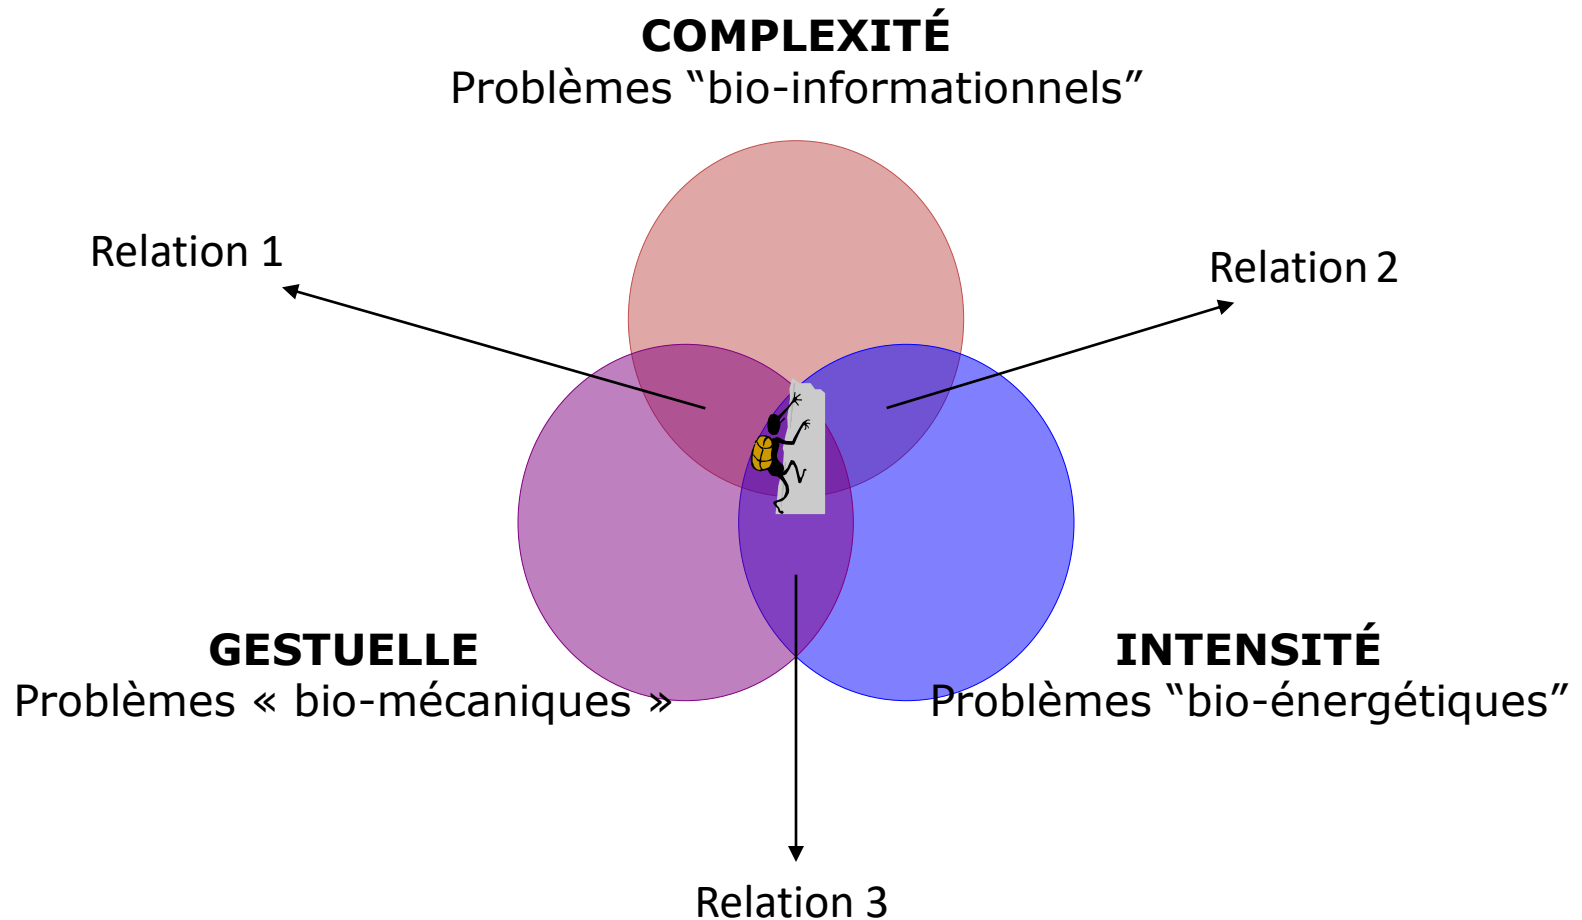 COMPLEXITÉ
Problèmes “bio-informationnels”
Relation 1
Relation 2
GESTUELLE
Problèmes « bio-mécaniques »
INTENSITÉ
Problèmes “bio-énergétiques”
Relation 3